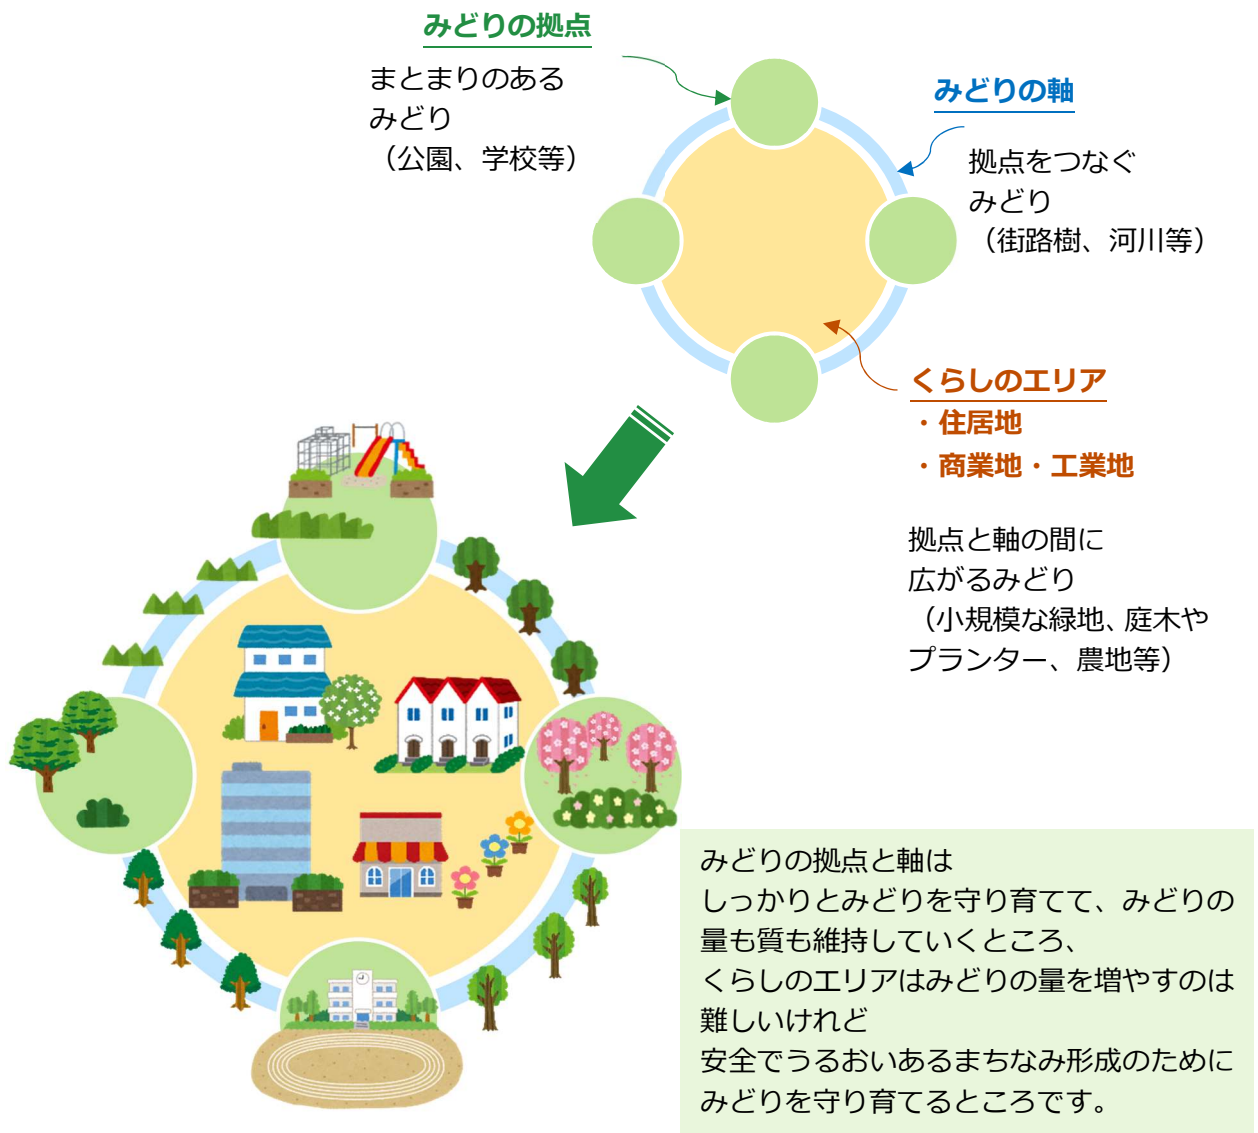 みどりの拠点
まとまりのある
みどり
（公園、学校等）
みどりの軸
拠点をつなぐ
みどり
（街路樹、河川等）
くらしのエリア
・住居地
・商業地・工業地
拠点と軸の間に
広がるみどり
（小規模な緑地、庭木や
プランター、農地等）
みどりの拠点と軸は
しっかりとみどりを守り育てて、みどりの
量も質も維持していくところ、
くらしのエリアはみどりの量を増やすのは
難しいけれど
安全でうるおいあるまちなみ形成のために
みどりを守り育てるところです。